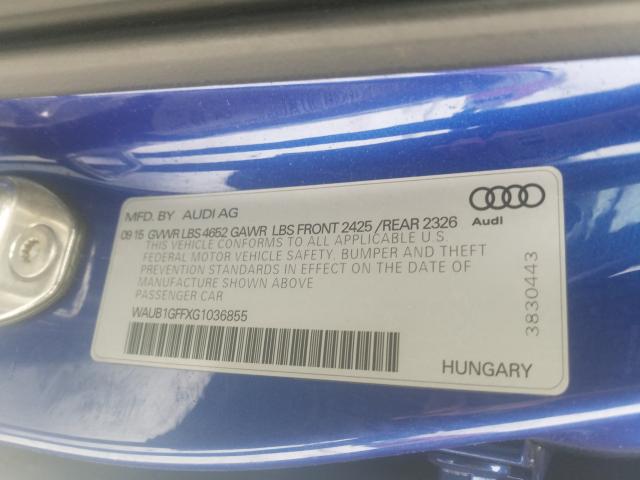 MFD. BY AUDI AG
09 15 GVWR LBS 4652 GAWR LBS FRONT 2425 / REAR 2326
THIS VEHICLE CONFORMS TO ALL APPLICABLE U.S
FEDERAL MOTOR VEHICLE SAFETY, BUMPER AND THEFT
PREVENTION STANDARDS IN EFFECT ON THE DATE OF
MANUFACTURE SHOWN ABOVE
PASSENGER CAR
WAUB1GFFXG1036855
Audi
3830443
HUNGARY